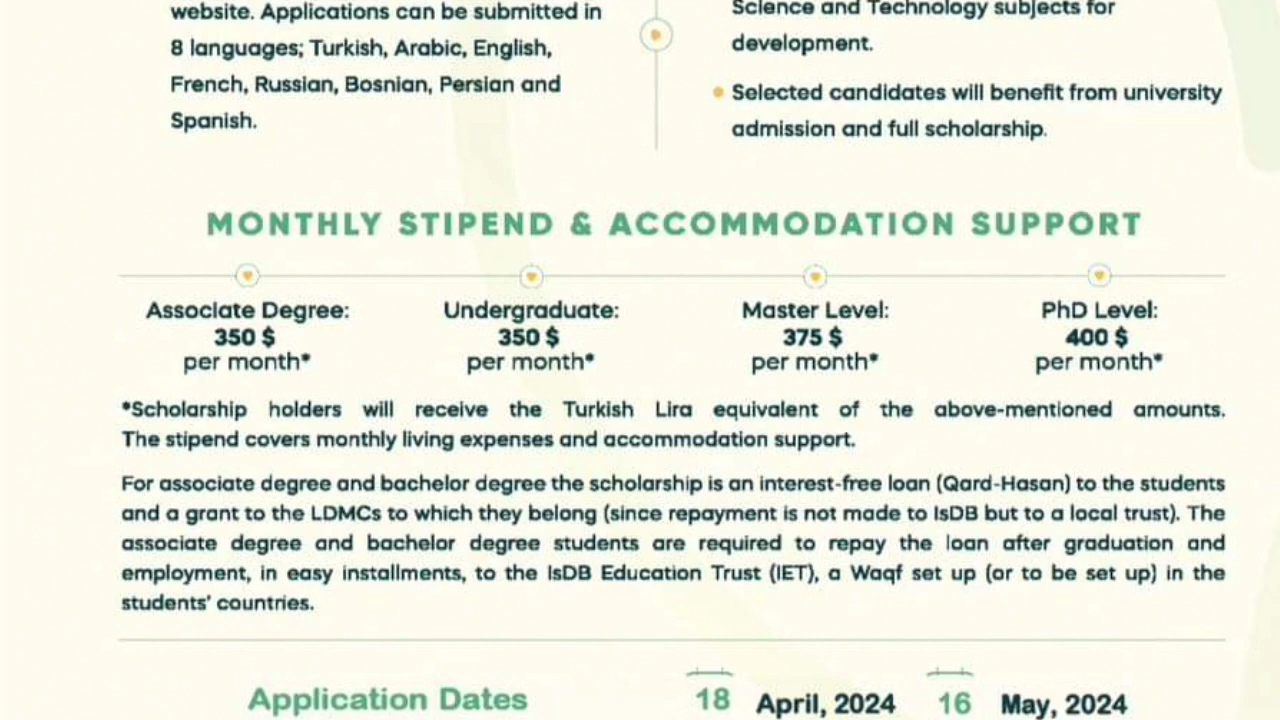 website. Applications can be submitted in
8 languages; Turkish, Arabic, English,
French, Russian, Bosnian, Persian and
Spanish.
Science and Technology subjects for
development.
Selected candidates will benefit from university
admission and full scholarship.
MONTHLY STIPEND & ACCOMMODATION SUPPORT
Associate Degree:
350 $
per month*
Undergraduate:
350 $
per month*
Master Level:
375 $
per month*
PhD Level:
400 $
per month*
*Scholarship holders will receive the Turkish Lira equivalent of the above-mentioned amounts.
The stipend covers monthly living expenses and accommodation support.
For associate degree and bachelor degree the scholarship is an interest-free loan (Qard-Hasan) to the students
and a grant to the LDMCs to which they belong (since repayment is not made to IsDB but to a local trust). The
associate degree and bachelor degree students are required to repay the loan after graduation and
employment, in easy installments, to the IsDB Education Trust (IET), a Waqf set up (or to be set up) in the
students' countries.
Application Dates
18 April, 2024
16 May, 2024